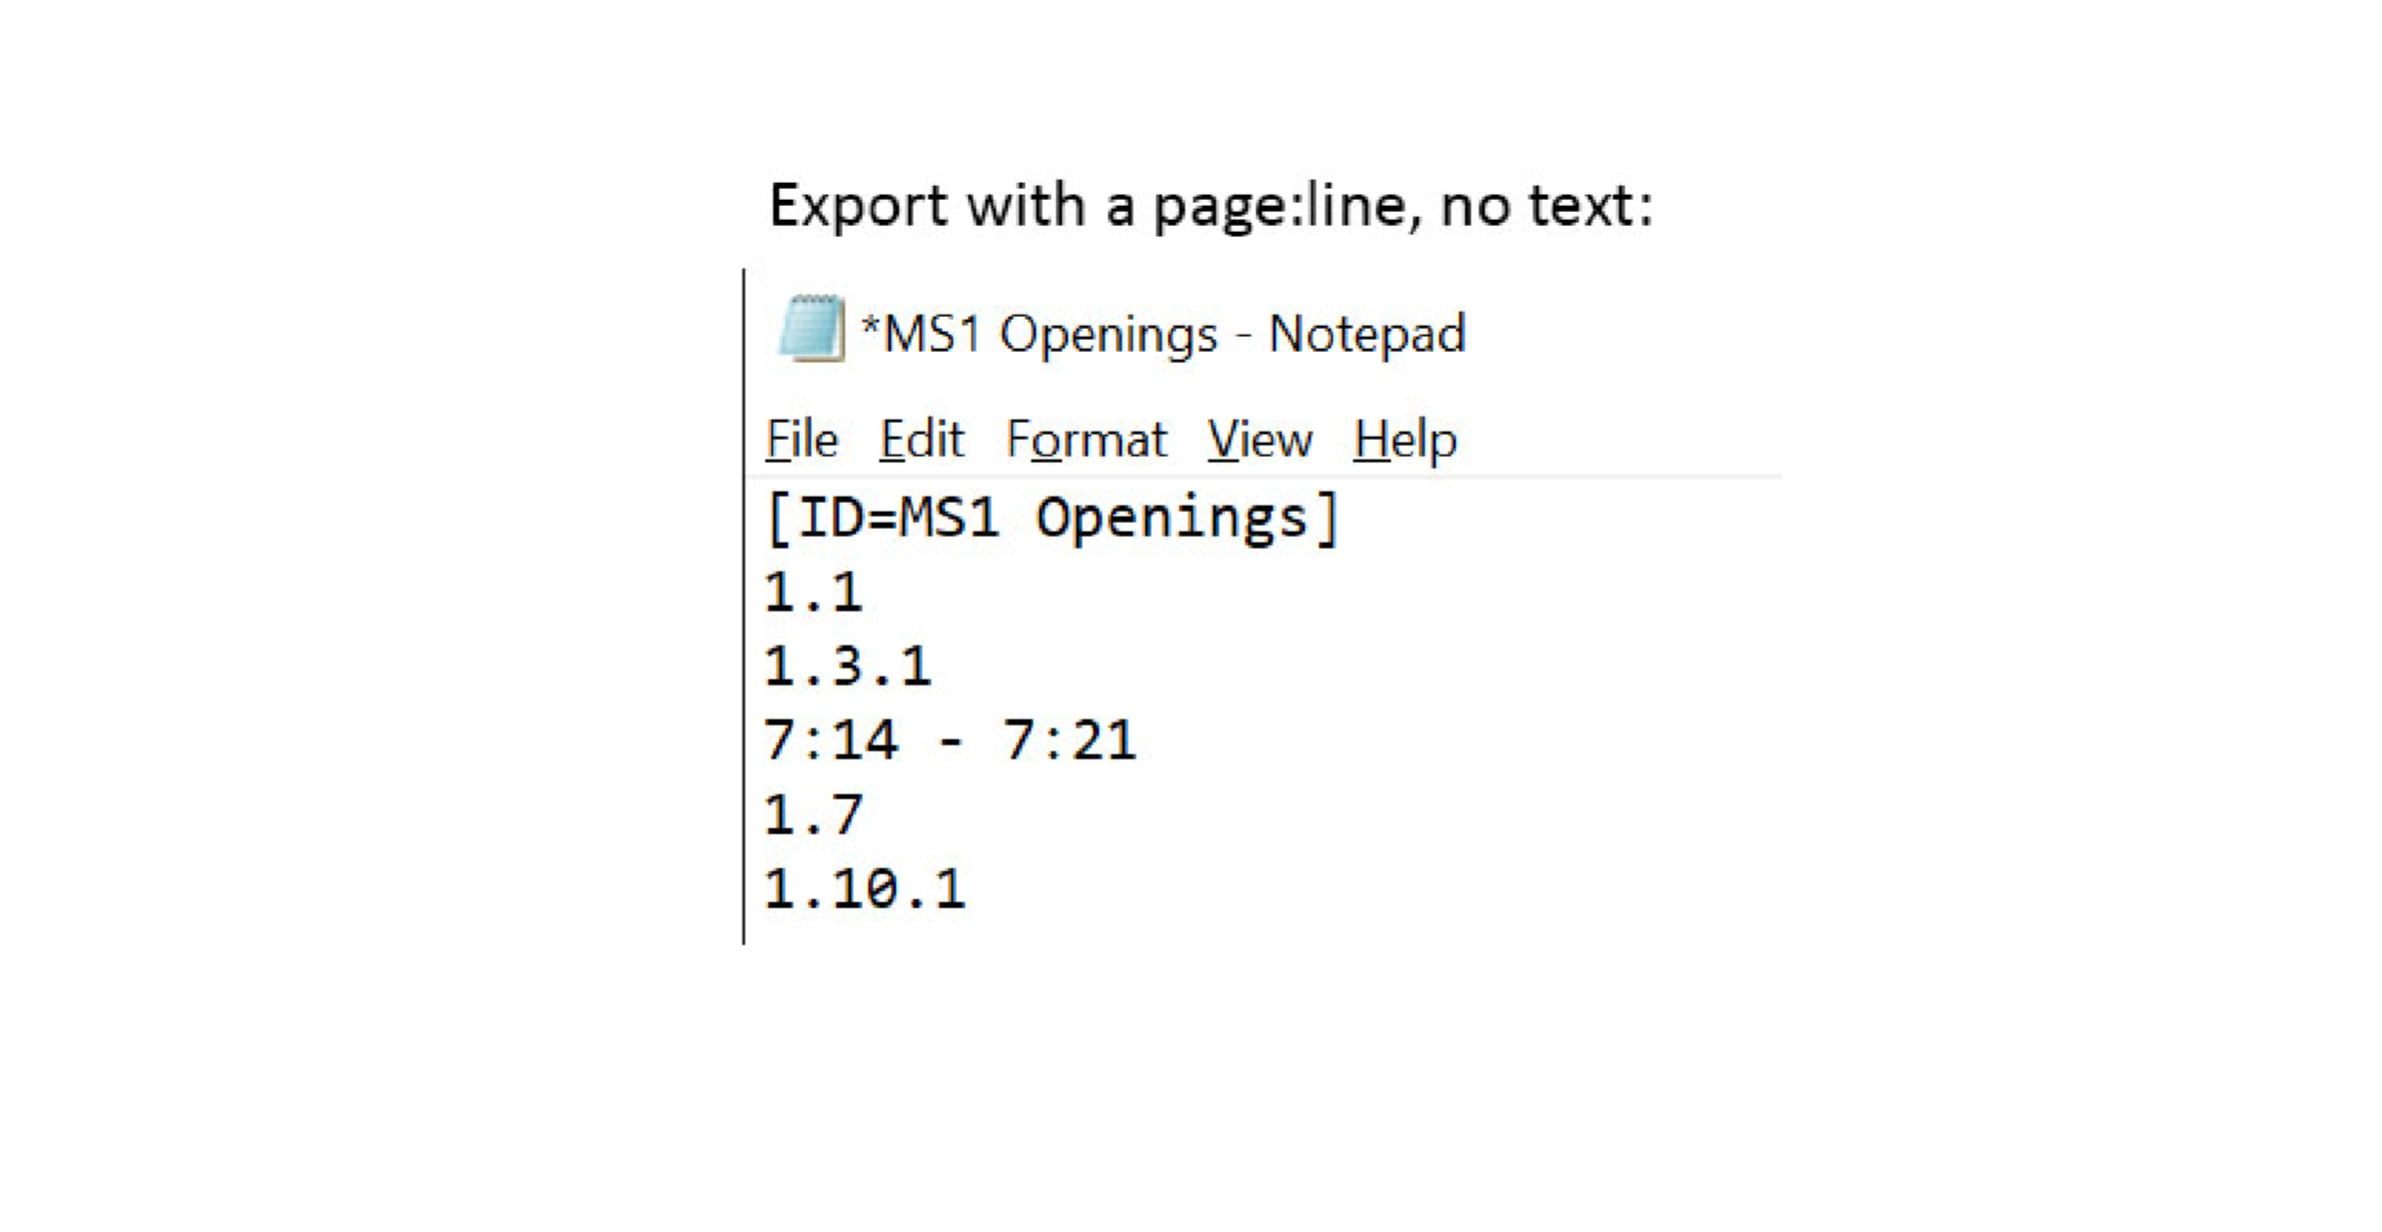 Export with a page:line, no text:
*MS1 Openings - Notepad
File Edit Format View Help
[ID=MS1 Openings]
1.1
1.3.1
7:14 - 7:21
1.7
1.10.1